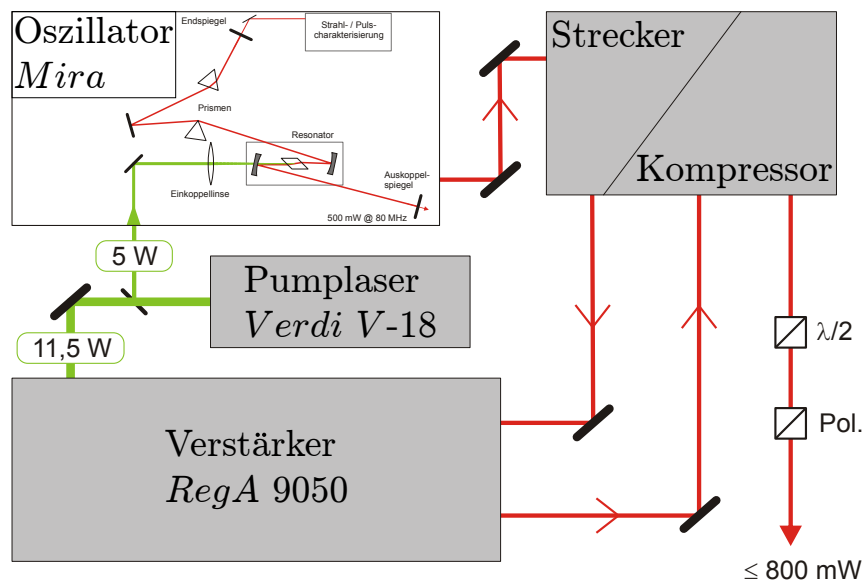 Oszillator
Mira
Endspiegel
Strahl- / Puls-
charakterisierung
Prismen
Resonator
Einkoppellinse
Auskoppel-
spiegel
500 mW @ 80 MHz
Strecker
Kompressor
5 W
Pumplaser
Verdi V-18
11,5 W
λ/2
Verstärker
RegA 9050
Pol.
≤ 800 mW